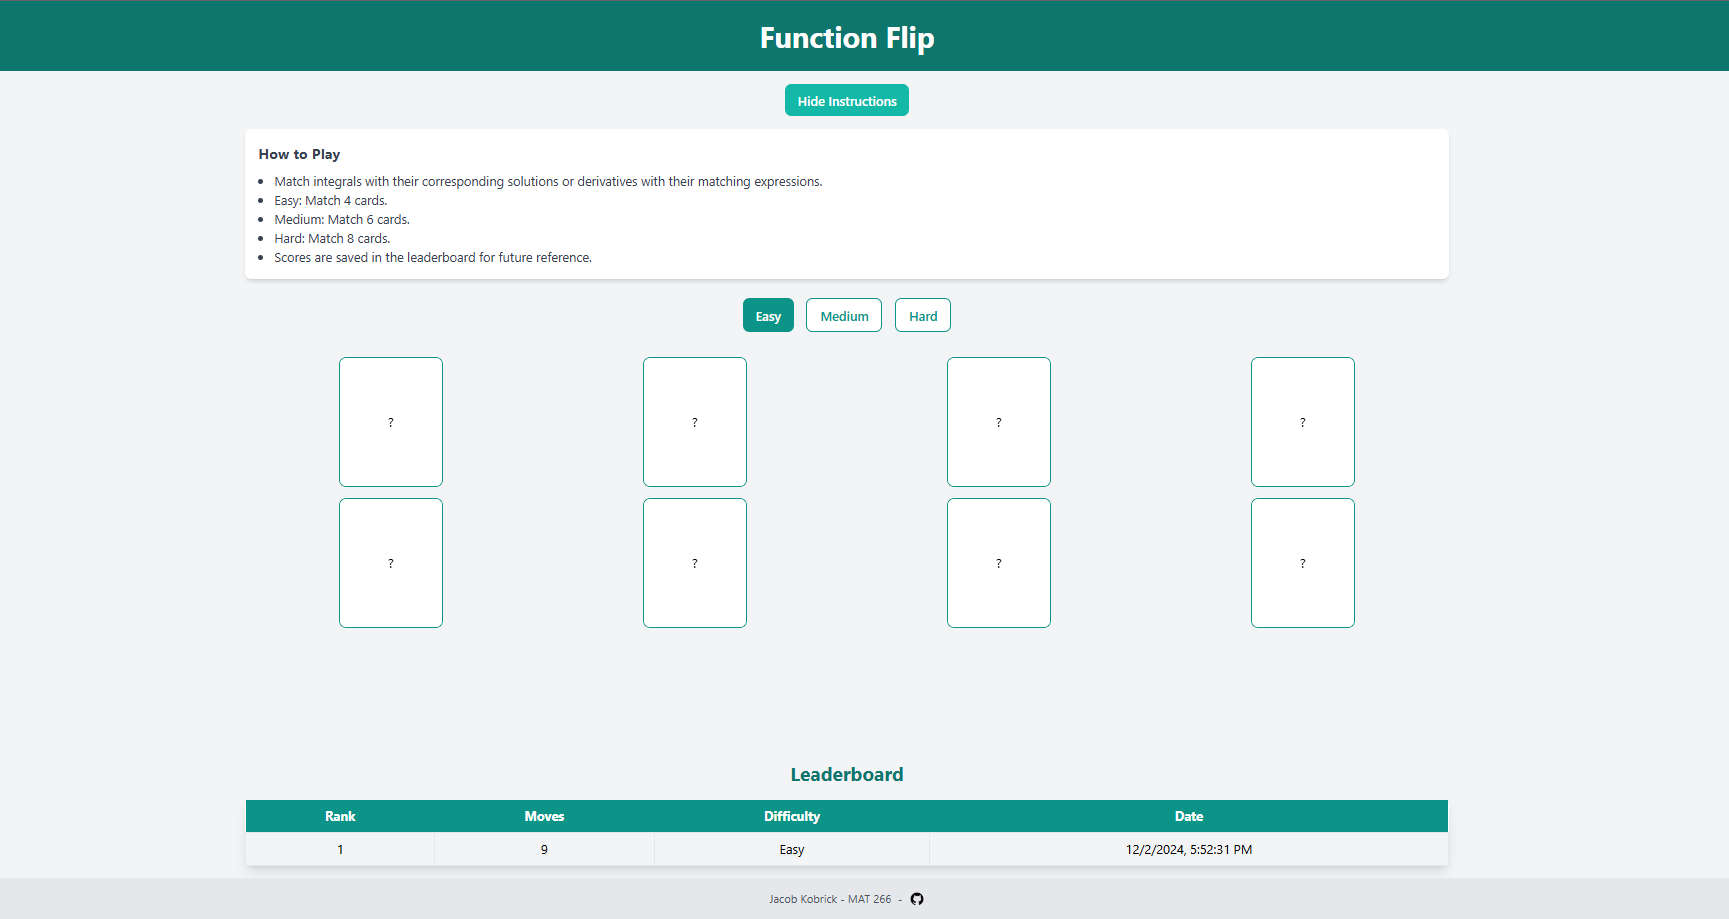 Function Flip
Hide Instructions
How to Play
Match integrals with their corresponding solutions or derivatives with their matching expressions.
Easy: Match 4 cards.
Medium: Match 6 cards.
Hard: Match 8 cards.
Scores are saved in the leaderboard for future reference.
Easy Medium Hard
? ? ? ?
? ? ? ?
Leaderboard
Rank Moves Difficulty Date
1 9 Easy 12/2/2024, 5:52:31 PM
Jacob Kobrick - MAT 266 -